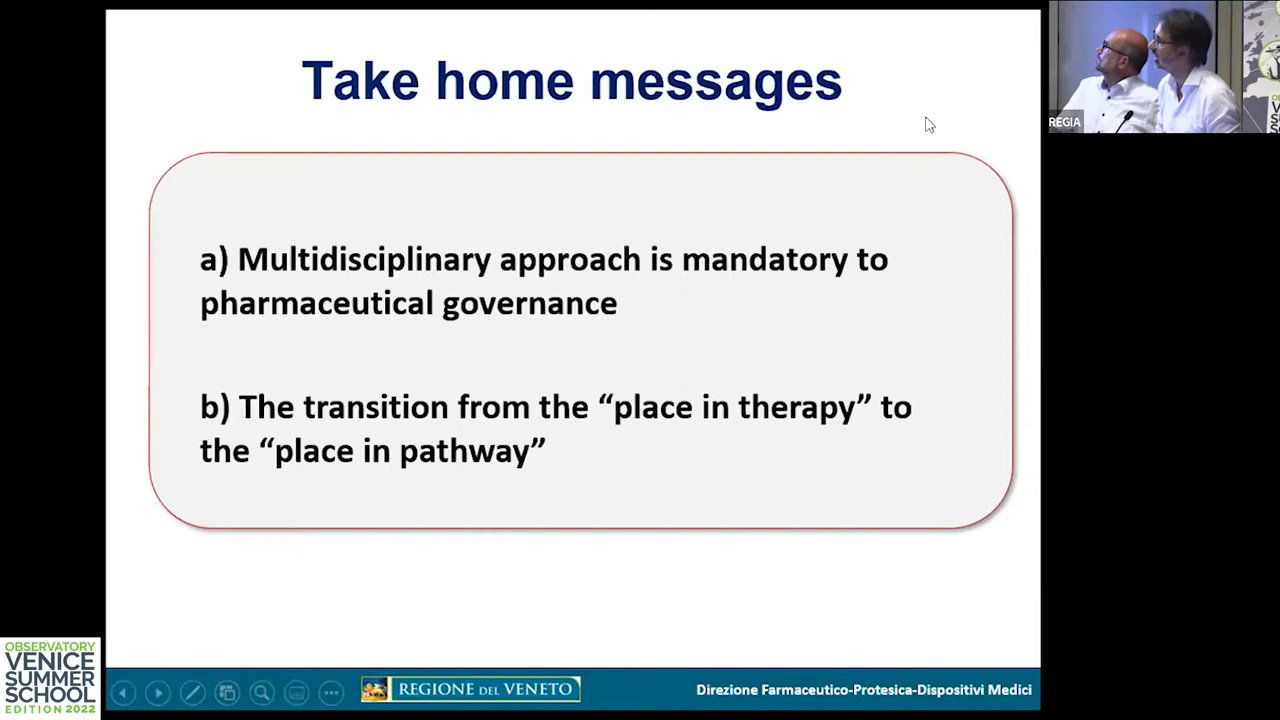 Take home messages
REGIA
a) Multidisciplinary approach is mandatory to
pharmaceutical governance
b) The transition from the “place in therapy” to
the “place in pathway”
OBSERVATORY
VENICE
SUMMER
SCHOOL
EDITION 2022
REGIONE DEL VENETO
Direzione Farmaceutico-Protesica-Dispositivi Medici